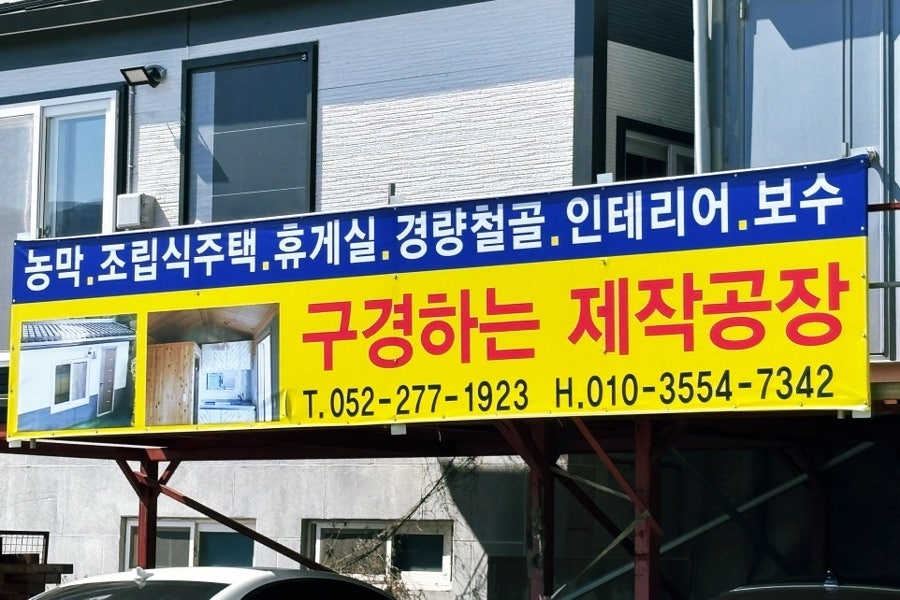 농막.조립식주택.휴게실.경량철골.인테리어.보수
구경하는 제작공장
T.052-277-1923 H.010-3554-7342